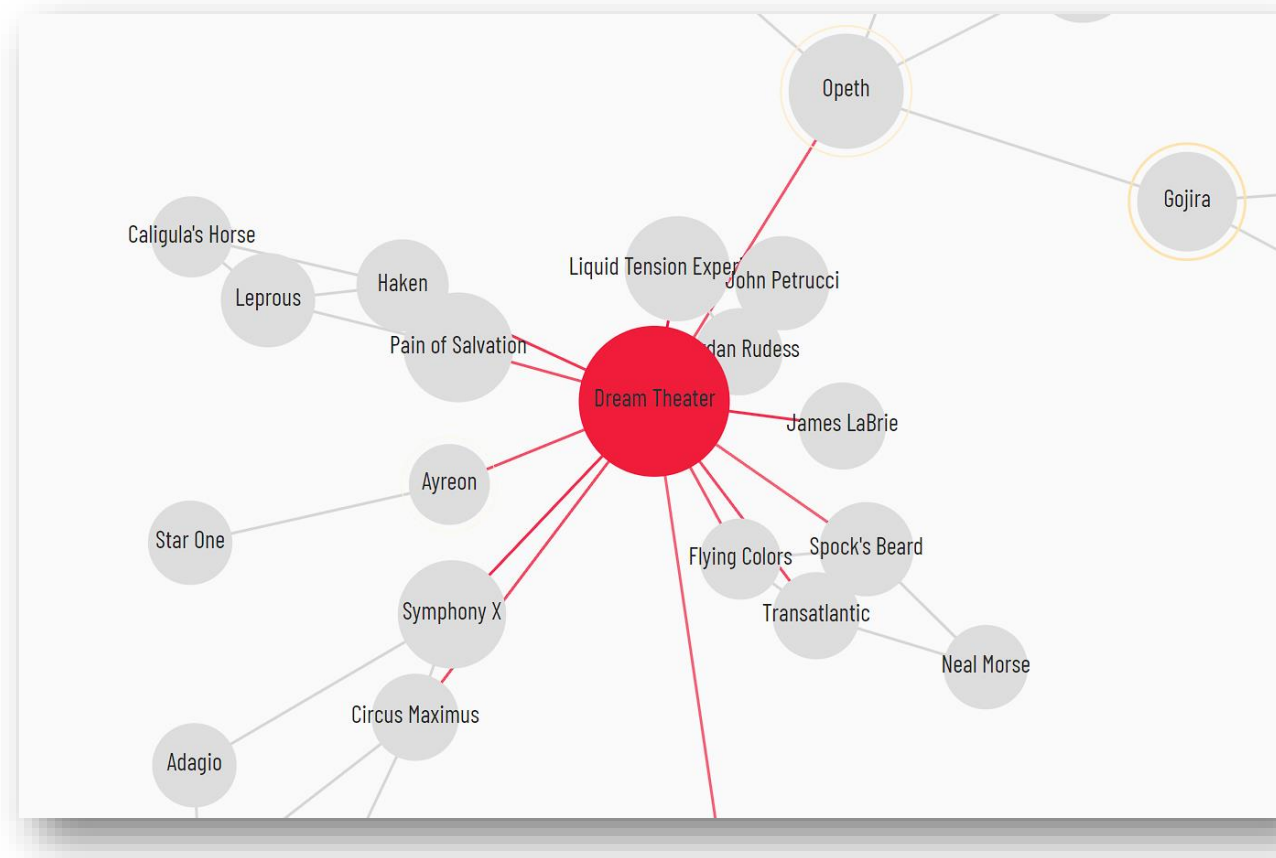 Opeth
Gojira
Caligula's Horse
Liquid Tension Experi
John Petrucci
Haken
Leprous
Pain of Salvation
dan Rudess
Dream Theater
James LaBrie
Ayreon
Star One
Spock's Beard
Flying Colors
Symphony X
Transatlantic
Neal Morse
Circus Maximus
Adagio